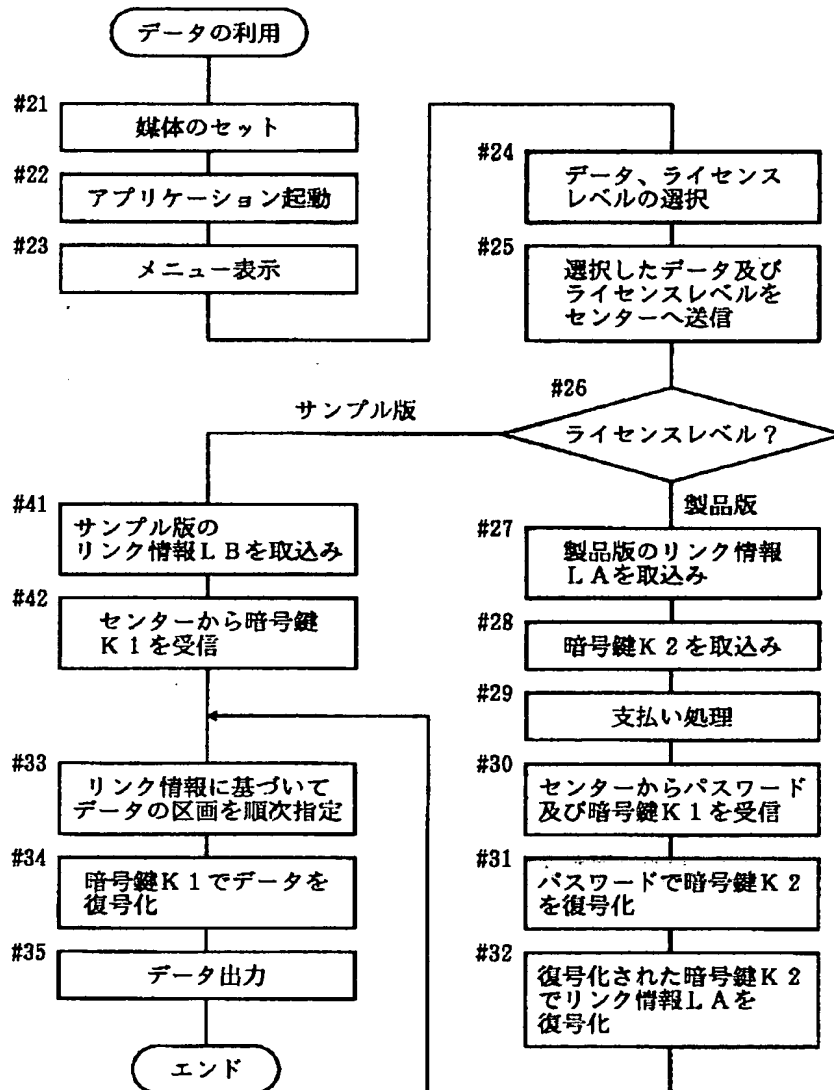 データの利用
#21
媒体のセット
#22
アプリケーション起動
#23
メニュー表示
#24
データ、ライセンス
レベルの選択
#25
選択したデータ及び
ライセンスレベルを
センターへ送信
#26
ライセンスレベル?
サンプル版
製品版
#41
サンプル版の
リンク情報LBを取込み
#42
センターから暗号鍵
K1を受信
#27
製品版のリンク情報
LAを取込み
#28
暗号鍵K2を取込み
#29
支払い処理
#30
センターからパスワード
及び暗号鍵K1を受信
#31
パスワードで暗号鍵K2
を復号化
#32
復号化された暗号鍵K2
でリンク情報LAを
復号化
#33
リンク情報に基づいて
データの区画を順次指定
#34
暗号鍵K1でデータを
復号化
#35
データ出力
エンド